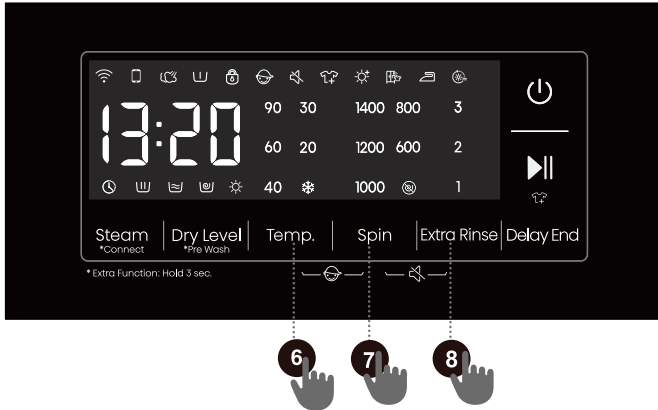 13:20
90 30 1400 800 3
60 20 1200 600 2
40 1000 1
Steam Dry Level Temp. Spin Extra Rinse Delay End
*Connect *Pre Wash
* Extra Function: Hold 3 sec.
6 7 8